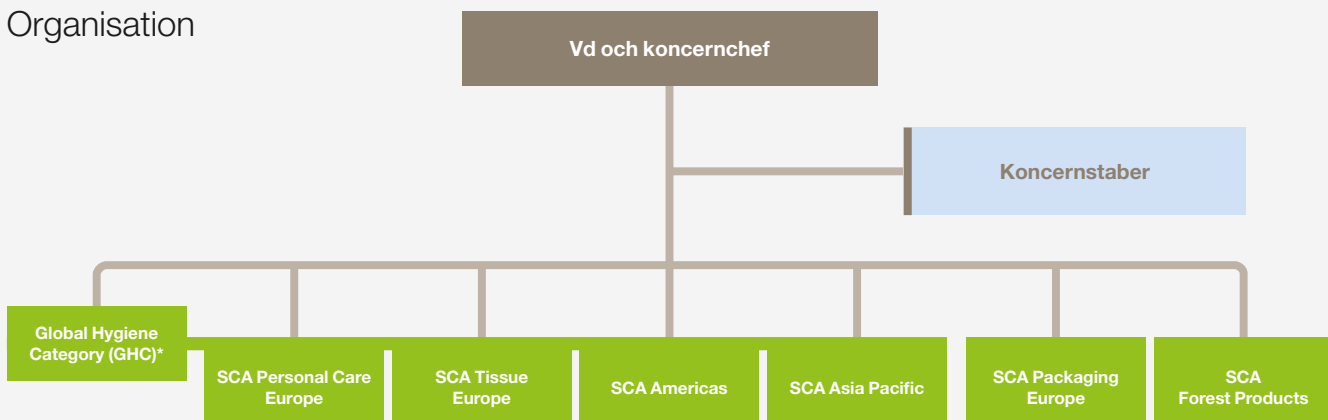 Organisation
Vd och koncernchef
Koncernstaber
Global Hygiene
Category (GHC)*
SCA Personal Care
Europe
SCA Tissue
Europe
SCA Americas
SCA Asia Pacific
SCA Packaging
Europe
SCA
Forest Products